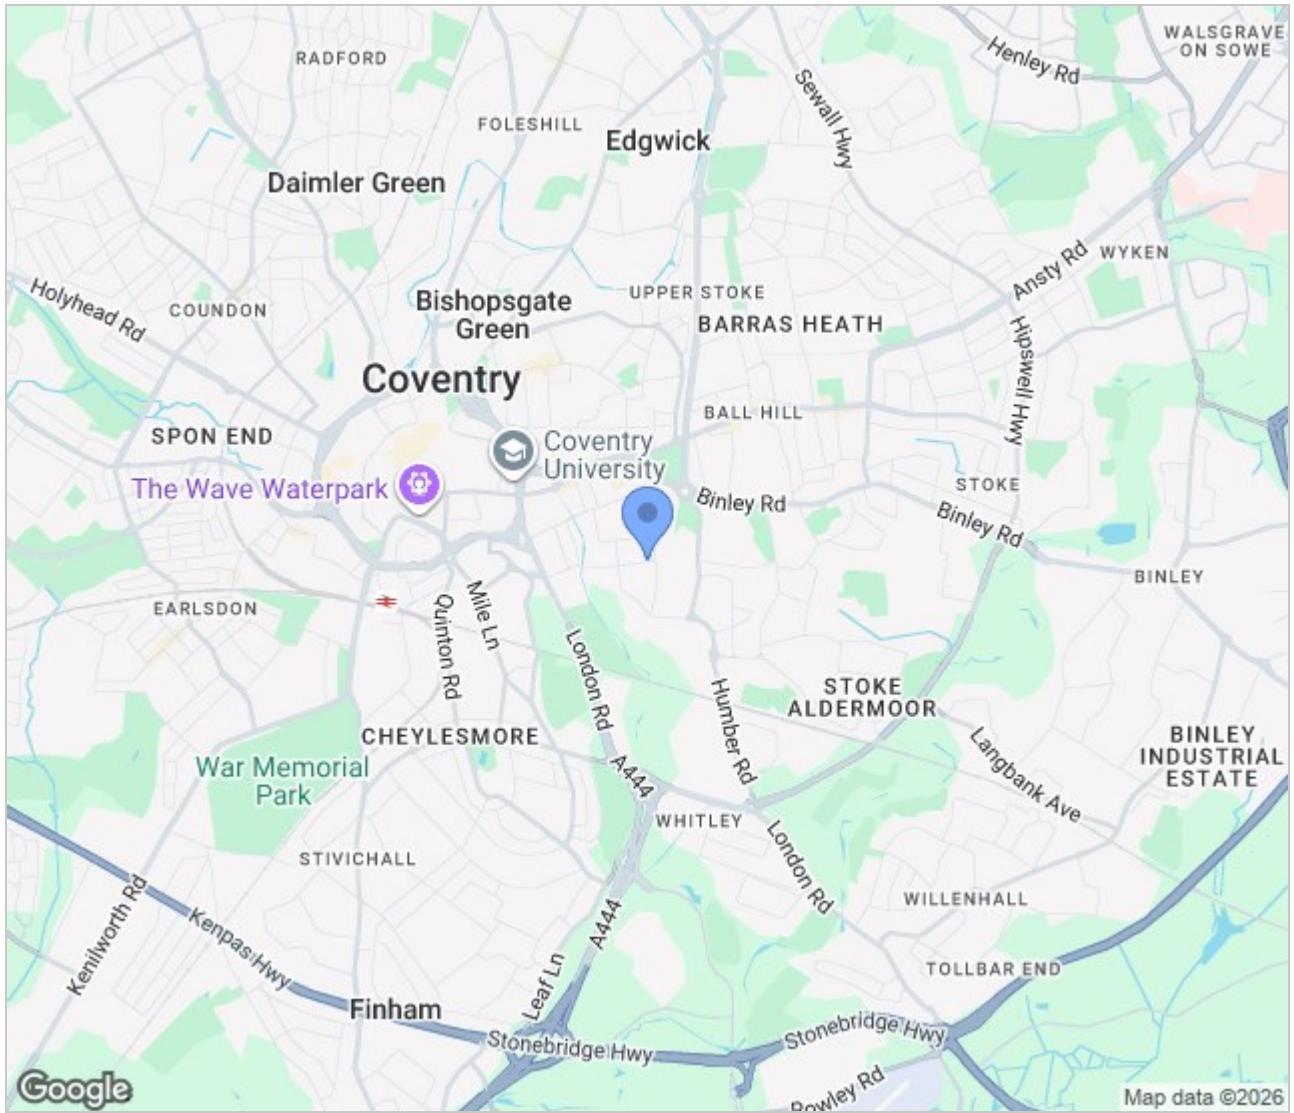 WALSGRAVE
ON SOWE
Henley Rd
RADFORD
Sewall Hwy
FOLESHILL
Edgwick
Daimler Green
WYKEN
Ansty Rd
Holyhead Rd
COUNDON
Bishopsgate
Green
UPPER STOKE
BARRAS HEATH
Hipswell Hwy
Coventry
BALL HILL
SPON END
Coventry
University
The Wave Waterpark
Binley Rd
STOKE
Binley Rd
BINLEY
EARLSDON
Quinton Rd
Mile Ln
London Rd
Humber Rd
STOKE
ALDERMOOR
CHEYLESMORE
Langbank Ave
BINLEY
INDUSTRIAL
ESTATE
War Memorial
Park
A444
WHITLEY
London Rd
STIVICHALL
Kenilworth Rd
Kenpas Hwy
A444
WILLENHALL
Leaf Ln
TOLLBAR END
Finham
Stonebridge Hwy
Stonebridge Hwy
Rowley Rd
Google
Map data ©2026